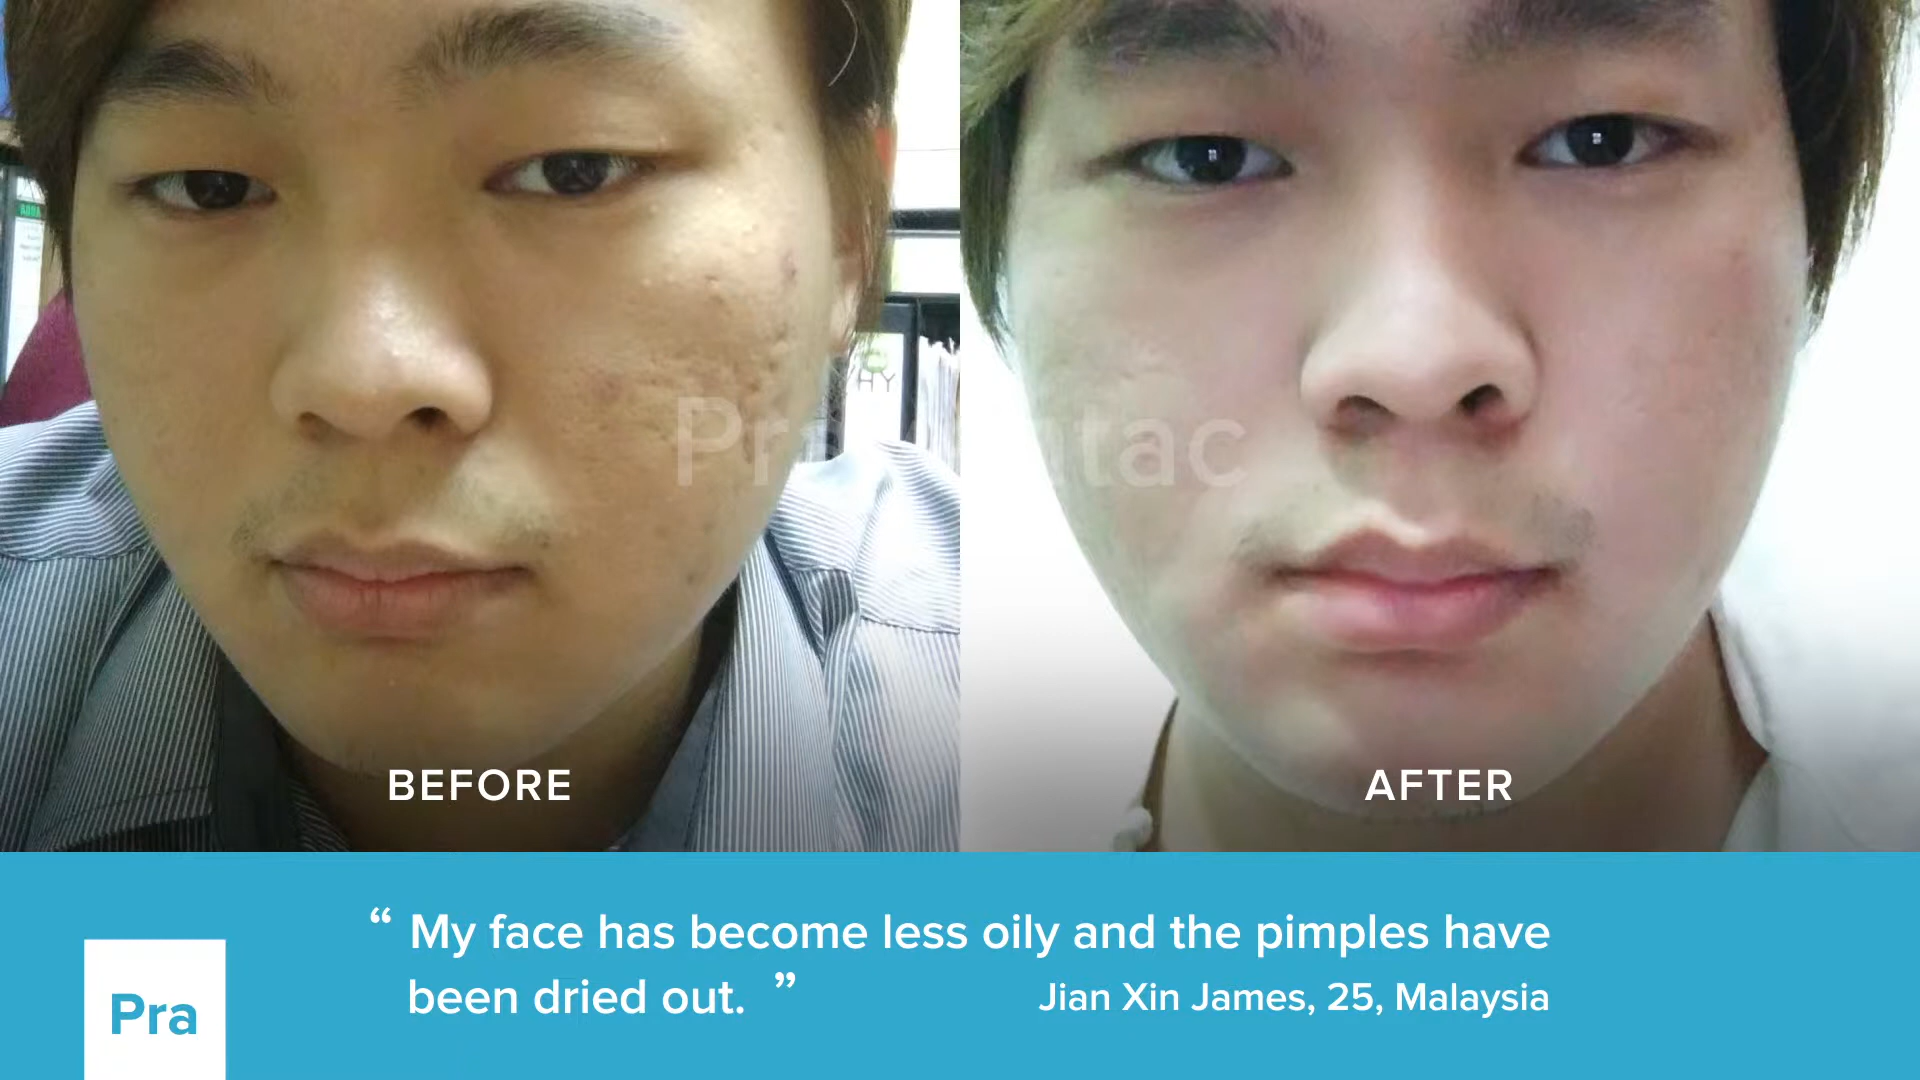 BEFORE
AFTER
“ My face has become less oily and the pimples have
been dried out. ”
Jian Xin James, 25, Malaysia
Pra